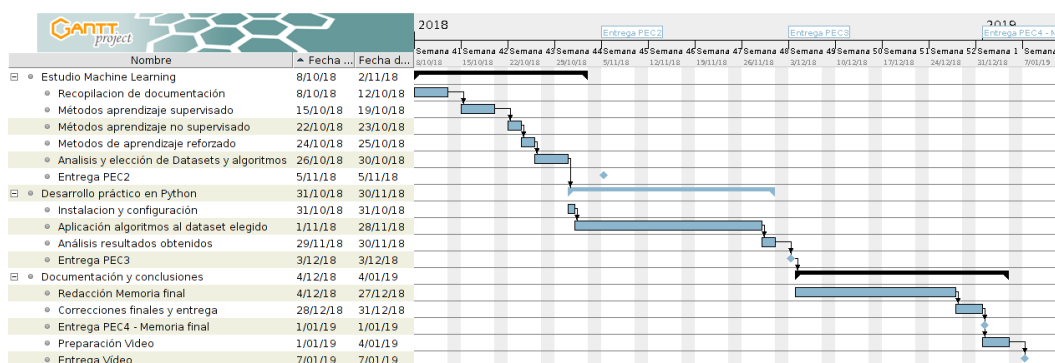 GANTT
project
2018
2019
Entrega PEC2
Entrega PEC3
Entrega PEC4 - M
Semana 41 Semana 42 Semana 43 Semana 44 Semana 45 Semana 46 Semana 47 Semana 48 Semana 49 Semana 50 Semana 51 Semana 52 Semana 1 Semana
8/10/18 15/10/18 22/10/18 29/10/18 5/11/18 12/11/18 19/11/18 26/11/18 3/12/18 10/12/18 17/12/18 24/12/18 31/12/18 7/01/19
Nombre Fecha ... Fecha d...
Estudio Machine Learning 8/10/18 2/11/18
Recopilacion de documentación 8/10/18 12/10/18
Métodos aprendizaje supervisado 15/10/18 19/10/18
Métodos aprendizaje no supervisado 22/10/18 23/10/18
Metodos de aprendizaje reforzado 24/10/18 25/10/18
Analisis y elección de Datasets y algoritmos 26/10/18 30/10/18
Entrega PEC2 5/11/18 5/11/18
Desarrollo práctico en Python 31/10/18 30/11/18
Instalacion y configuración 31/10/18 31/10/18
Aplicación algoritmos al dataset elegido 1/11/18 28/11/18
Análisis resultados obtenidos 29/11/18 30/11/18
Entrega PEC3 3/12/18 3/12/18
Documentación y conclusiones 4/12/18 4/01/19
Redacción Memoria final 4/12/18 27/12/18
Correcciones finales y entrega 28/12/18 31/12/18
Entrega PEC4 - Memoria final 1/01/19 1/01/19
Preparación Video 1/01/19 4/01/19
Entrega Vídeo 7/01/19 7/01/19